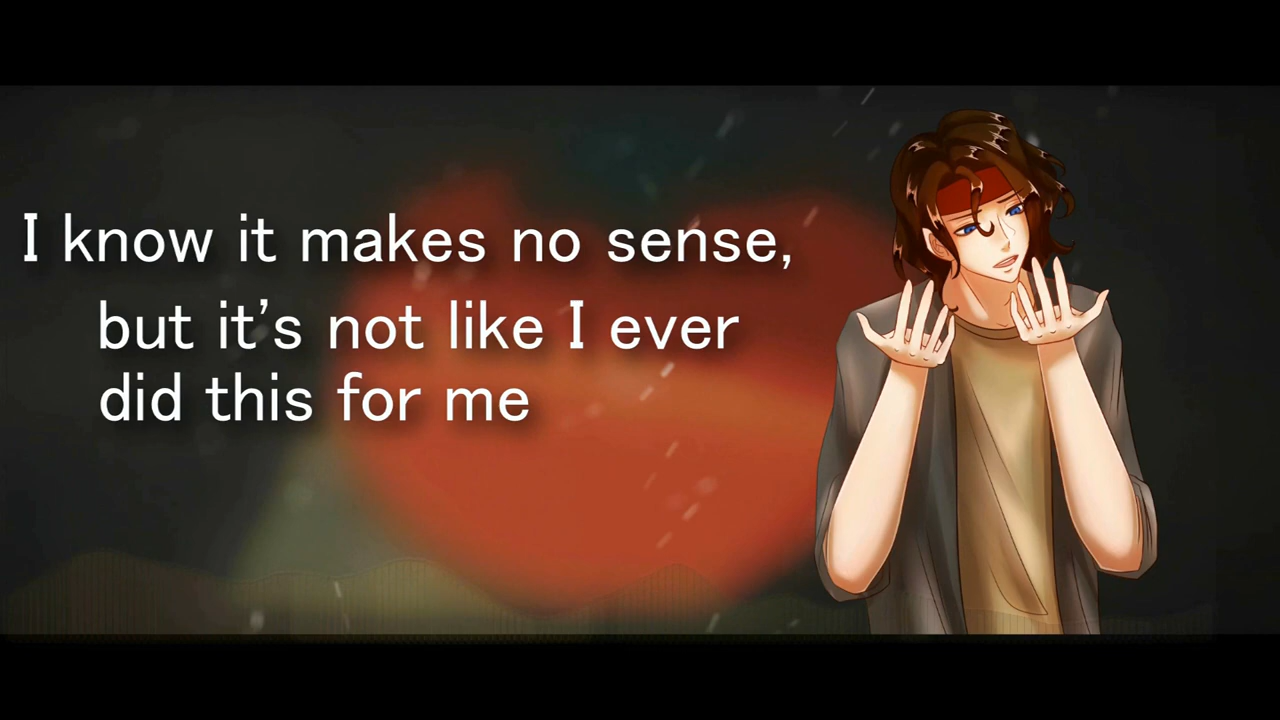 I know it makes no sense,
but it's not like I ever
did this for me